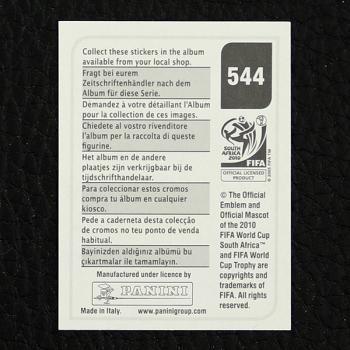 Collect these stickers in the album
available from your local shop.
Fragt bei eurem
Zeitschriftenhändler nach dem
Album für diese Serie.
Demandez à votre détaillant l'Album
pour la collection de ces images.
Chiedete al vostro rivenditore
l'album per la raccolta di queste
figurine.
Het album en de andere
plaatjes zijn verkrijgbaar bij de
tijdschrifthandelaar.
Para coleccionar estos cromos
compra tu álbum en cualquier
kiosco.
Pede a caderneta desta colecção
de cromos no teu ponto de venda
habitual.
Bayinizden aldığınız albümü bu
çıkartmalar ile tamamlayın.
Manufactured under licence by
PANINI
Made in Italy. www.paninigroup.com
544
SOUTH AFRICA
2010
FIFA
OFFICIAL LICENSED
PRODUCT
© The Official
Emblem and
Official Mascot
of the 2010
FIFA World Cup
South Africa™
and FIFA World
Cup Trophy are
copyrights and
trademarks of
FIFA. All rights
reserved.